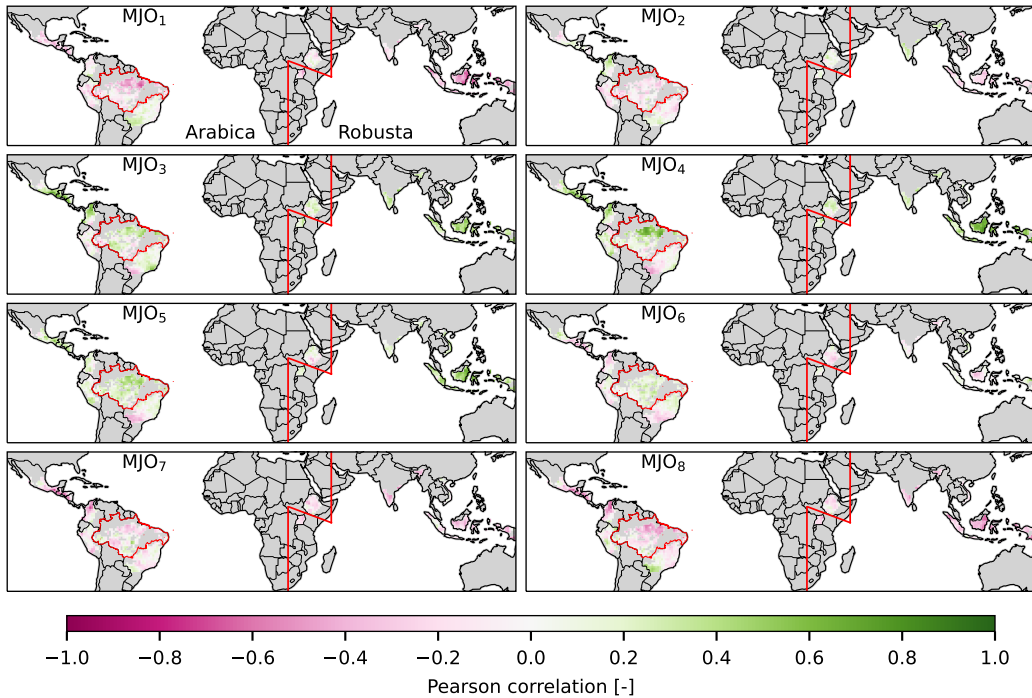 MJO₁
MJO₂
Arabica
Robusta
MJO₃
MJO₄
MJO₅
MJO₆
MJO₇
MJO₈
−1.0 −0.8 −0.6 −0.4 −0.2 0.0 0.2 0.4 0.6 0.8 1.0
Pearson correlation [-]